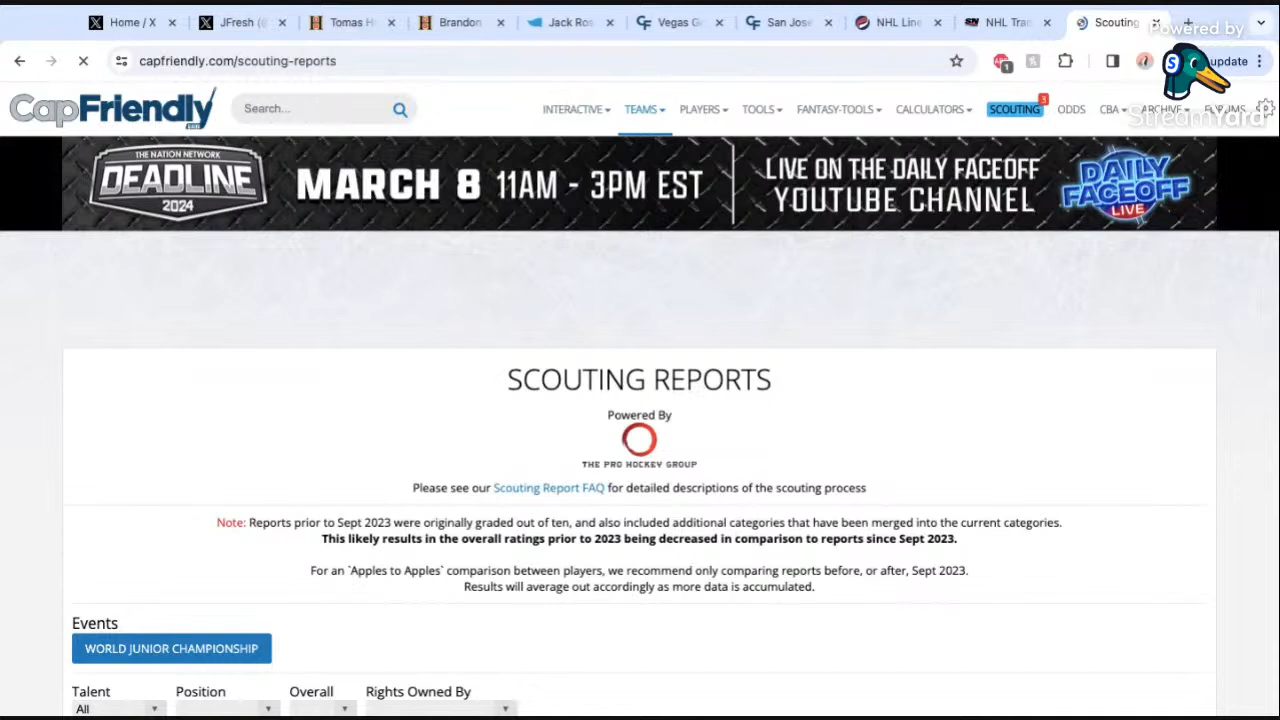 Home / X
JFresh (@
Tomas H
Brandon
Jack Ros
Vegas Go
San Jose
NHL Line
NHL Trad
Scouting
Powered by
capfriendly.com/scouting-reports
update
CapFriendly
Search...
INTERACTIVE
TEAMS
PLAYERS
TOOLS
FANTASY-TOOLS
CALCULATORS
SCOUTING
3
ODDS
CBA
ARCHIVE
FORUMS
StreamYard
THE NATION NETWORK
DEADLINE
2024
MARCH 8 11AM - 3PM EST
LIVE ON THE DAILY FACEOFF
YOUTUBE CHANNEL
DAILY
FACEOFF
LIVE
SCOUTING REPORTS
Powered By
THE PRO HOCKEY GROUP
Please see our Scouting Report FAQ for detailed descriptions of the scouting process
Note: Reports prior to Sept 2023 were originally graded out of ten, and also included additional categories that have been merged into the current categories.
This likely results in the overall ratings prior to 2023 being decreased in comparison to reports since Sept 2023.
For an `Apples to Apples` comparison between players, we recommend only comparing reports before, or after, Sept 2023.
Results will average out accordingly as more data is accumulated.
Events
WORLD JUNIOR CHAMPIONSHIP
Talent Position Overall Rights Owned By
All